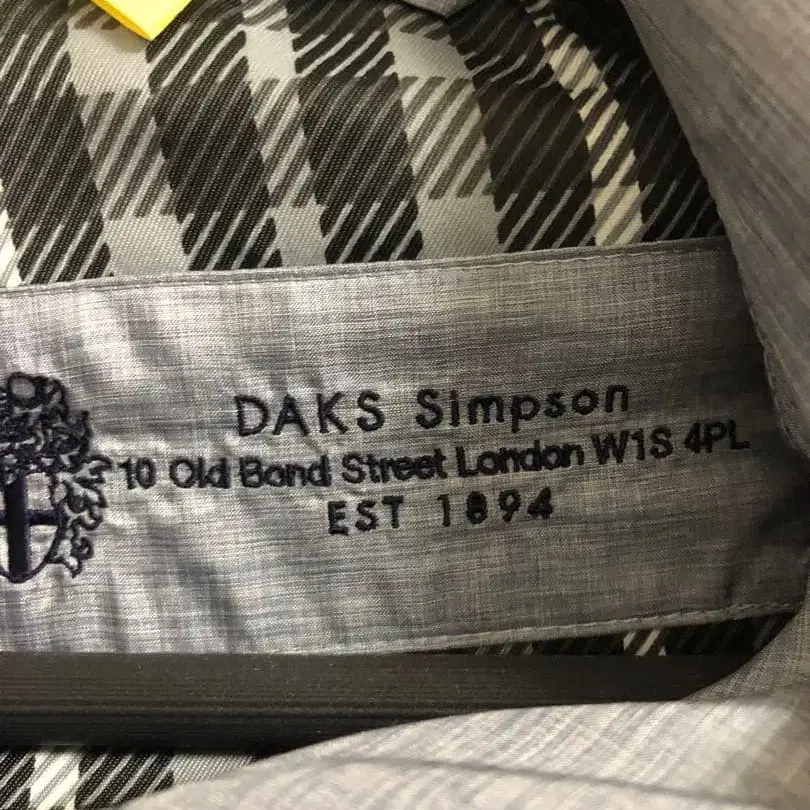 DAKS Simpson
10 Old Bond Street London W1S 4PL
EST 1894